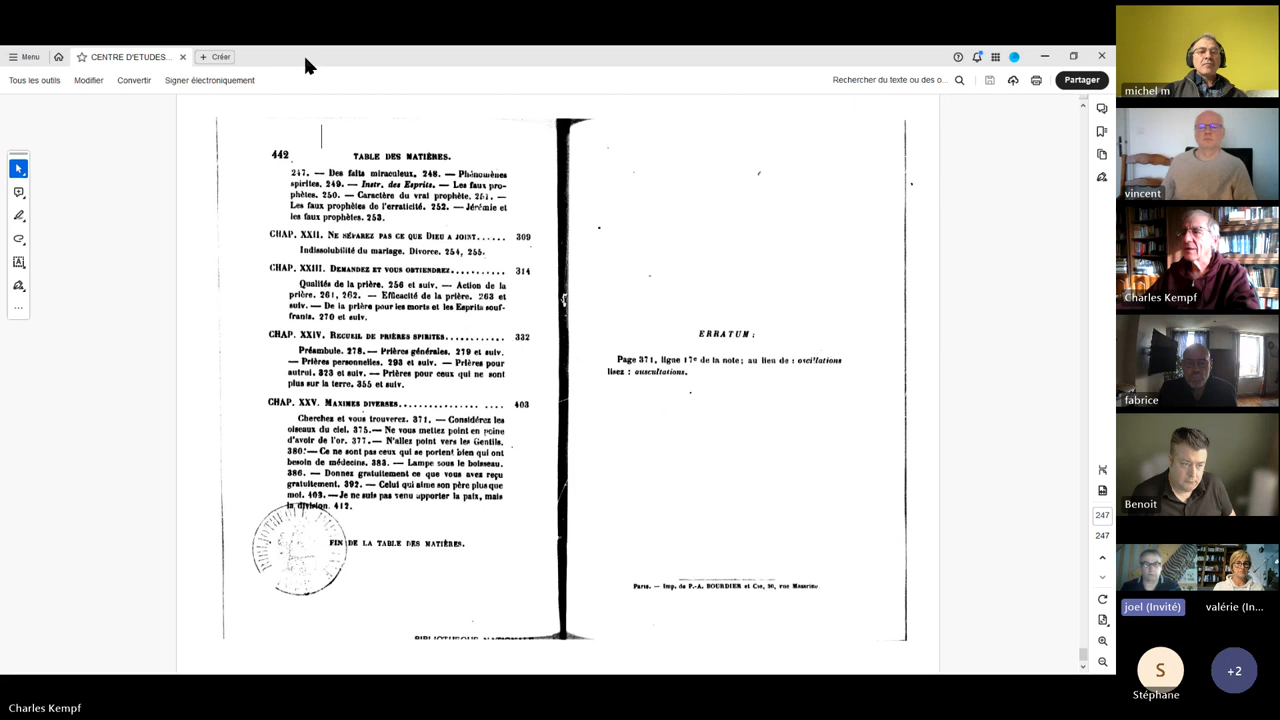 Menu
CENTRE D'ETUDES...
Créer
Tous les outils
Modifier
Convertir
Signer électroniquement
Rechercher du texte ou des o...
Partager
442
TABLE DES MATIÈRES.
247. — Des faits miraculeux. 248. — Phénomènes
spirites. 249. — Instr. des Esprits. — Les faux pro-
phètes. 250. — Caractère du vrai prophète. 251. —
Les faux prophètes de l'erraticité. 252. — Jérémie et
les faux prophètes. 253.
CHAP. XXII. NE SÉPAREZ PAS CE QUE DIEU A JOINT...... 309
Indissolubilité du mariage. Divorce. 254, 255.
CHAP. XXIII. DEMANDEZ ET VOUS OBTIENDREZ........... 314
Qualités de la prière. 256 et suiv. — Action de la
prière. 261, 262. — Efficacité de la prière. 263 et
suiv. — De la prière pour les morts et les Esprits souf-
frants. 270 et suiv.
CHAP. XXIV. RECUEIL DE PRIÈRES SPIRITES............ 332
Préambule. 278. — Prières générales. 279 et suiv.
— Prières personnelles. 293 et suiv. — Prières pour
autrui. 323 et suiv. — Prières pour ceux qui ne sont
plus sur la terre. 355 et suiv.
CHAP. XXV. MAXIMES DIVERSES............... .... 403
Cherchez et vous trouverez. 371. — Considérez les
oiseaux du ciel. 375. — Ne vous mettez point en peine
d'avoir de l'or. 377. — N'allez point vers les Gentils.
380. — Ce ne sont pas ceux qui se portent bien qui ont
besoin de médecins. 383. — Lampe sous le boisseau.
386. — Donnez gratuitement ce que vous avez reçu
gratuitement. 392. — Celui qui aime son père plus que
moi. 403. — Je ne suis pas venu apporter la paix, mais
la division. 412.
FIN DE LA TABLE DES MATIÈRES.
BIBLIOTHEQUE NATIONALE
ERRATUM:
Page 371, ligne 17e de la note; au lieu de : oscillations
lisez : auscultations.
Paris. — Imp. de P.-A. BOURDIER et Cie, 30, rue Mazarine.
247
247
michel m
vincent
Charles Kempf
fabrice
Benoit
joel (Invité)
valérie (In...
S
Stéphane
+2
Charles Kempf